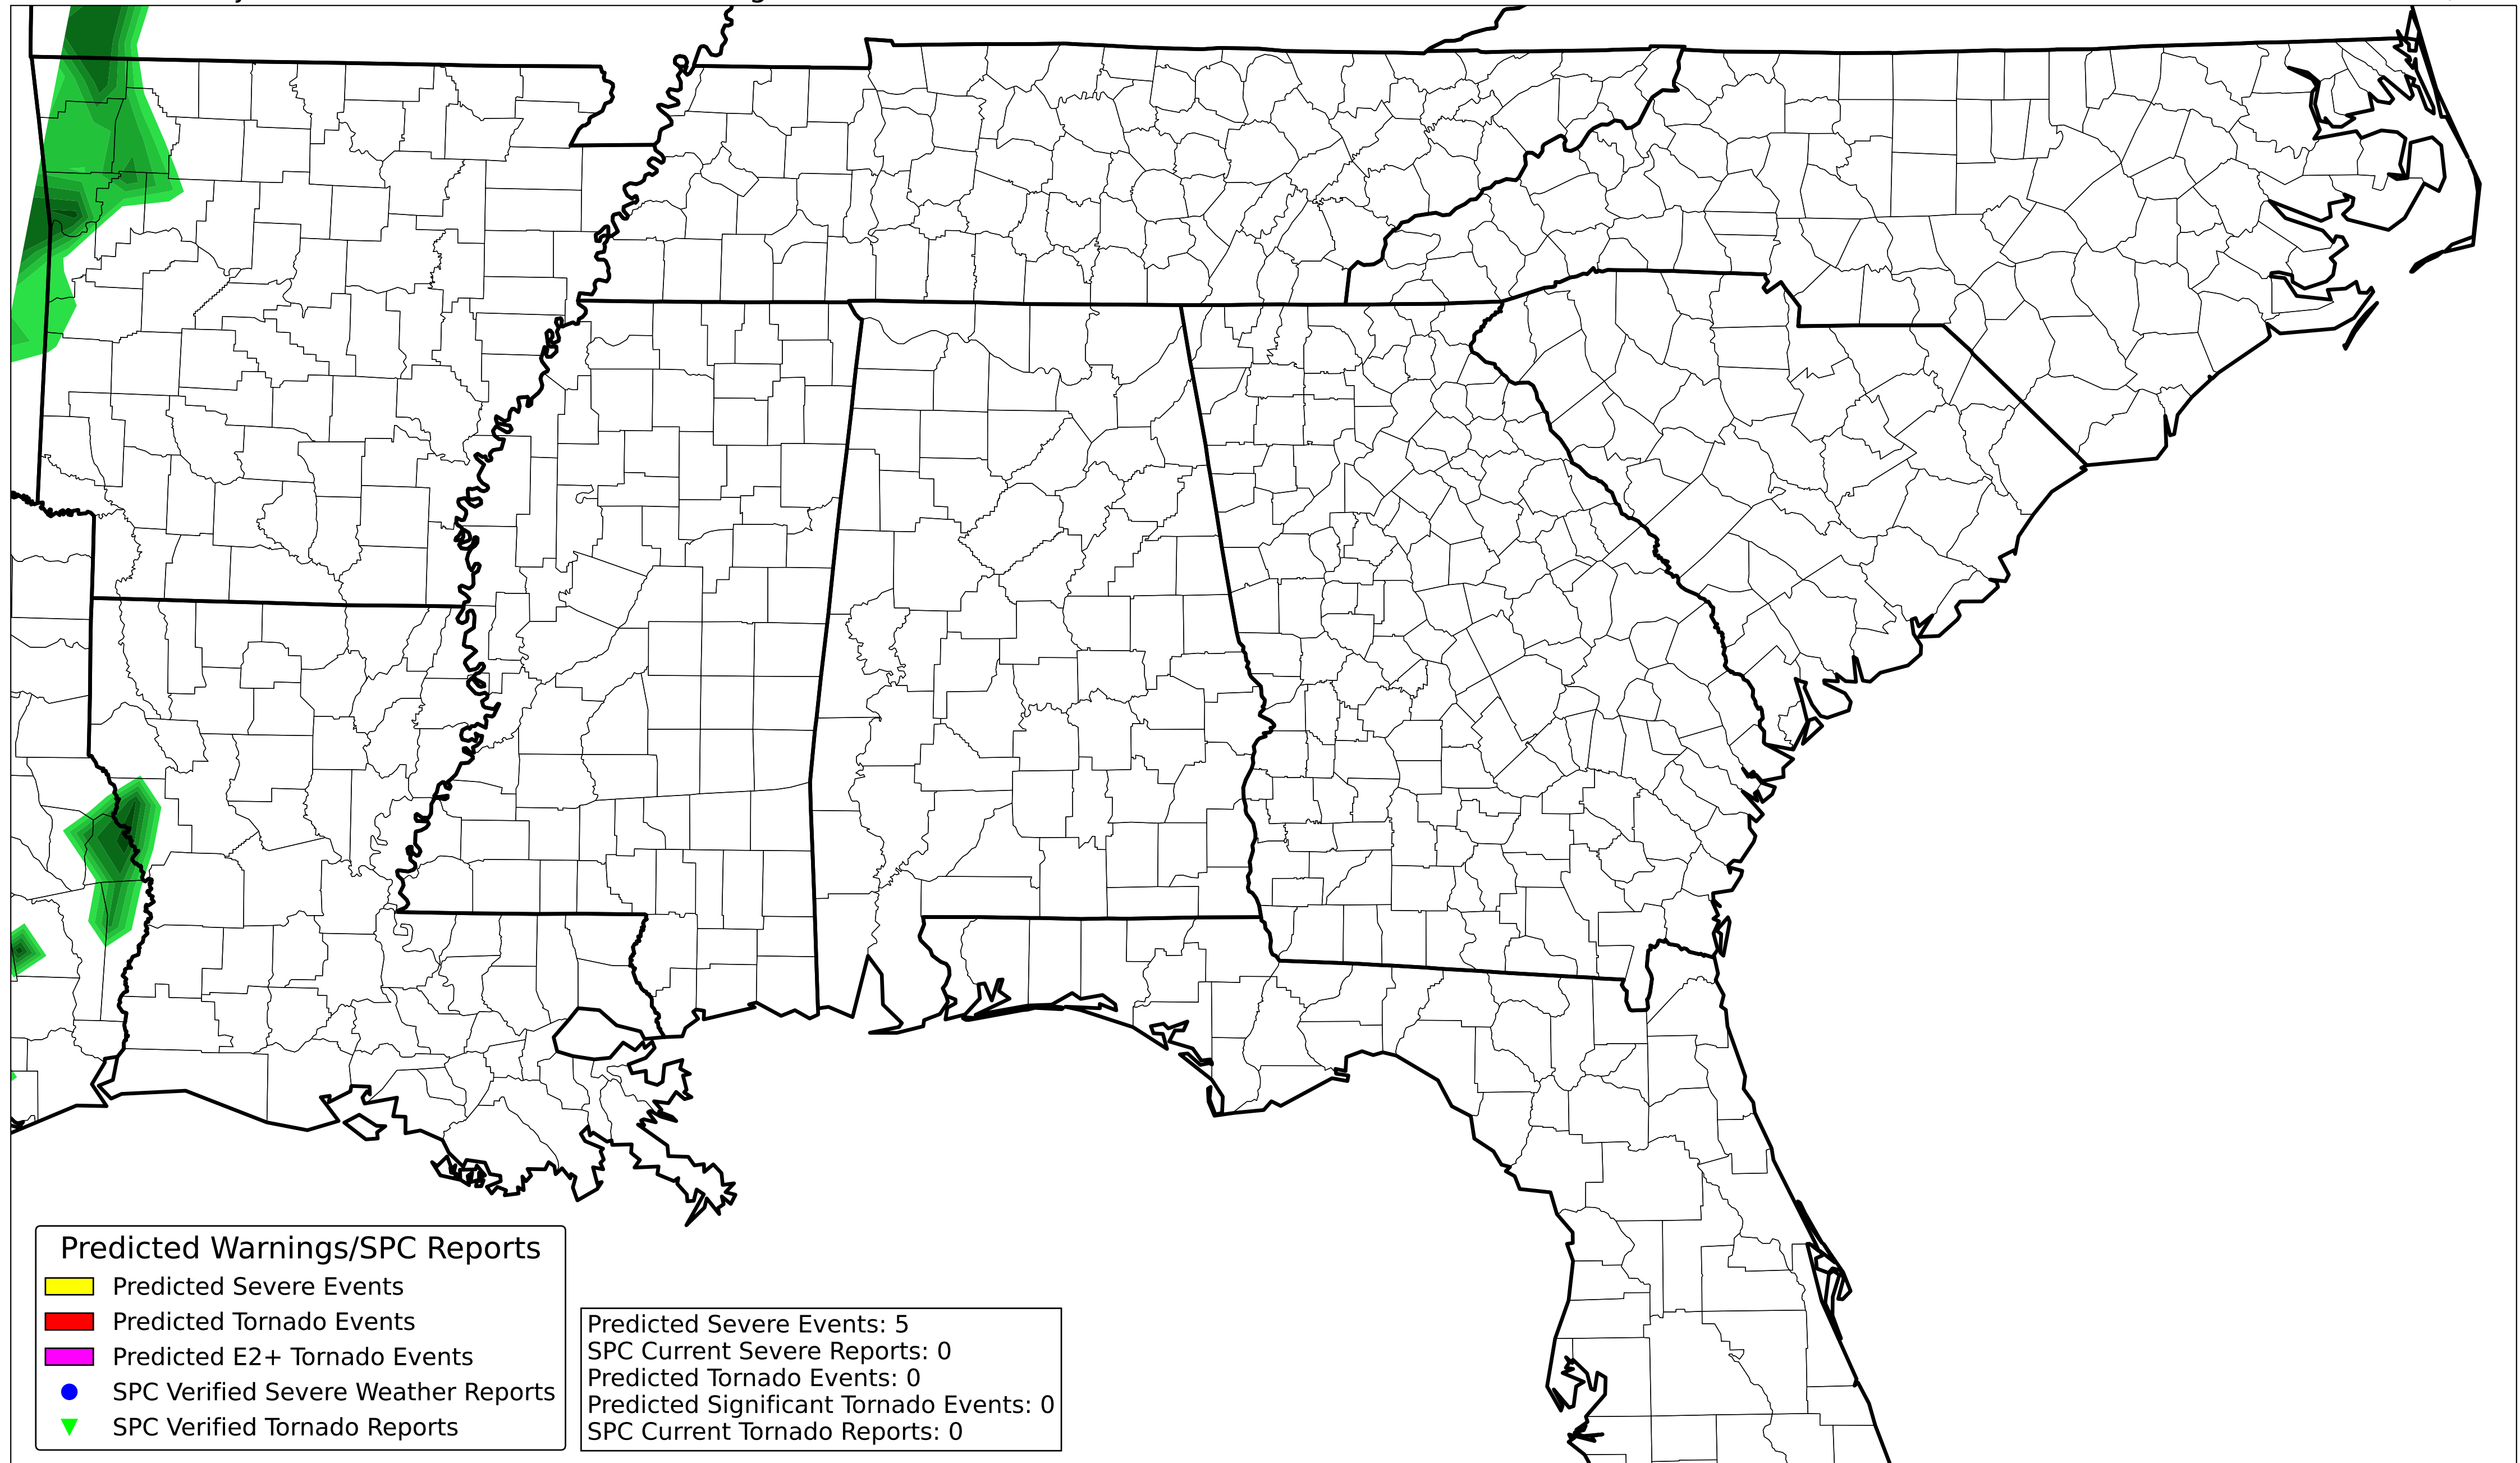 Predicted Warnings/SPC Reports
Predicted Severe Events
Predicted Tornado Events
Predicted E2+ Tornado Events
SPC Verified Severe Weather Reports
SPC Verified Tornado Reports
Predicted Severe Events: 5
SPC Current Severe Reports: 0
Predicted Tornado Events: 0
Predicted Significant Tornado Events: 0
SPC Current Tornado Reports: 0